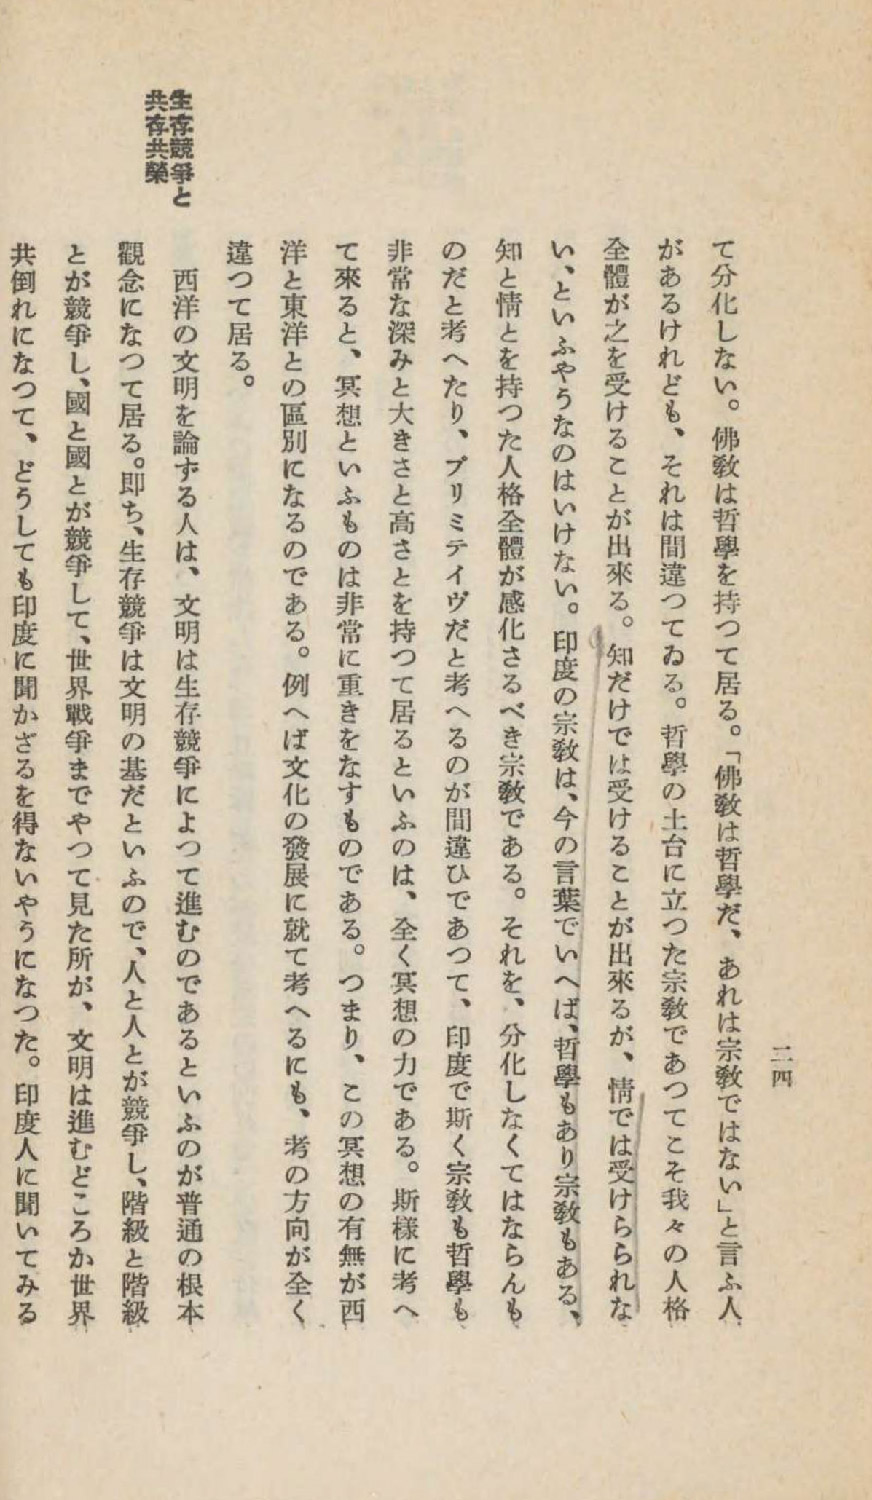 二四
て分化しない。佛敎は哲學を持つて居る。「佛敎は哲學だ、あれは宗敎ではない」と言ふ人
があるけれども、それは間違つてゐる。哲學の土台に立つた宗敎であつてこそ我々の人格
全體が之を受けることが出來る。知だけでは受けることが出來るが、情では受けられな
い、といふやうなのはいけない。印度の宗敎は、今の言葉でいへば、哲學もあり宗敎もある、
知と情とを持つた人格全體が感化さるべき宗敎である。それを、分化しなくてはならんも
のだと考へたり、プリミテイヴだと考へるのが間違ひであつて、印度で斯く宗敎も哲學も
非常な深みと大きさと高さとを持つて居るといふのは、全く冥想の力である。斯樣に考へ
て來ると、冥想といふものは非常に重きをなすものである。つまり、この冥想の有無が西
洋と東洋との區別になるのである。例へば文化の發展に就て考へるにも、考の方向が全く
違つて居る。
生存競爭と
共存共榮
西洋の文明を論ずる人は、文明は生存競爭によつて進むのであるといふのが普通の根本
觀念になつて居る。卽ち、生存競爭は文明の基だといふので、人と人とが競爭し、階級と階級
とが競爭し、國と國とが競爭して、世界戰爭までやつて見た所が、文明は進むどころか世界
共倒れになつて、どうしても印度に聞かざるを得ないやうになつた。印度人に聞いてみる